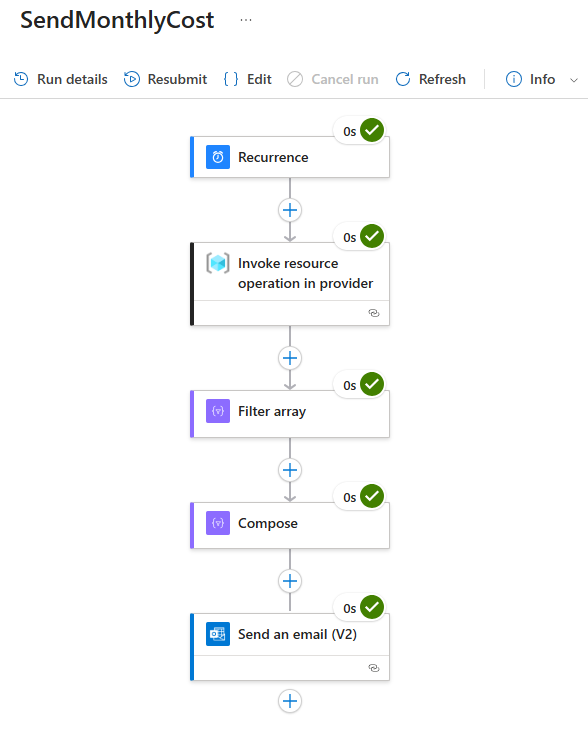 SendMonthlyCost ...
Run details Resubmit { } Edit Cancel run Refresh Info
0s
Recurrence
0s
Invoke resource
operation in provider
0s
Filter array
0s
Compose
0s
Send an email (V2)